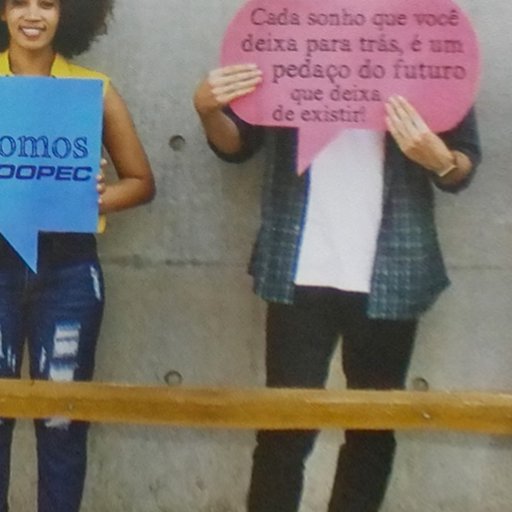 omos
OOPEC
Cada sonho que você
deixa para trás, é um
pedaço do futuro
que deixa
de existir!